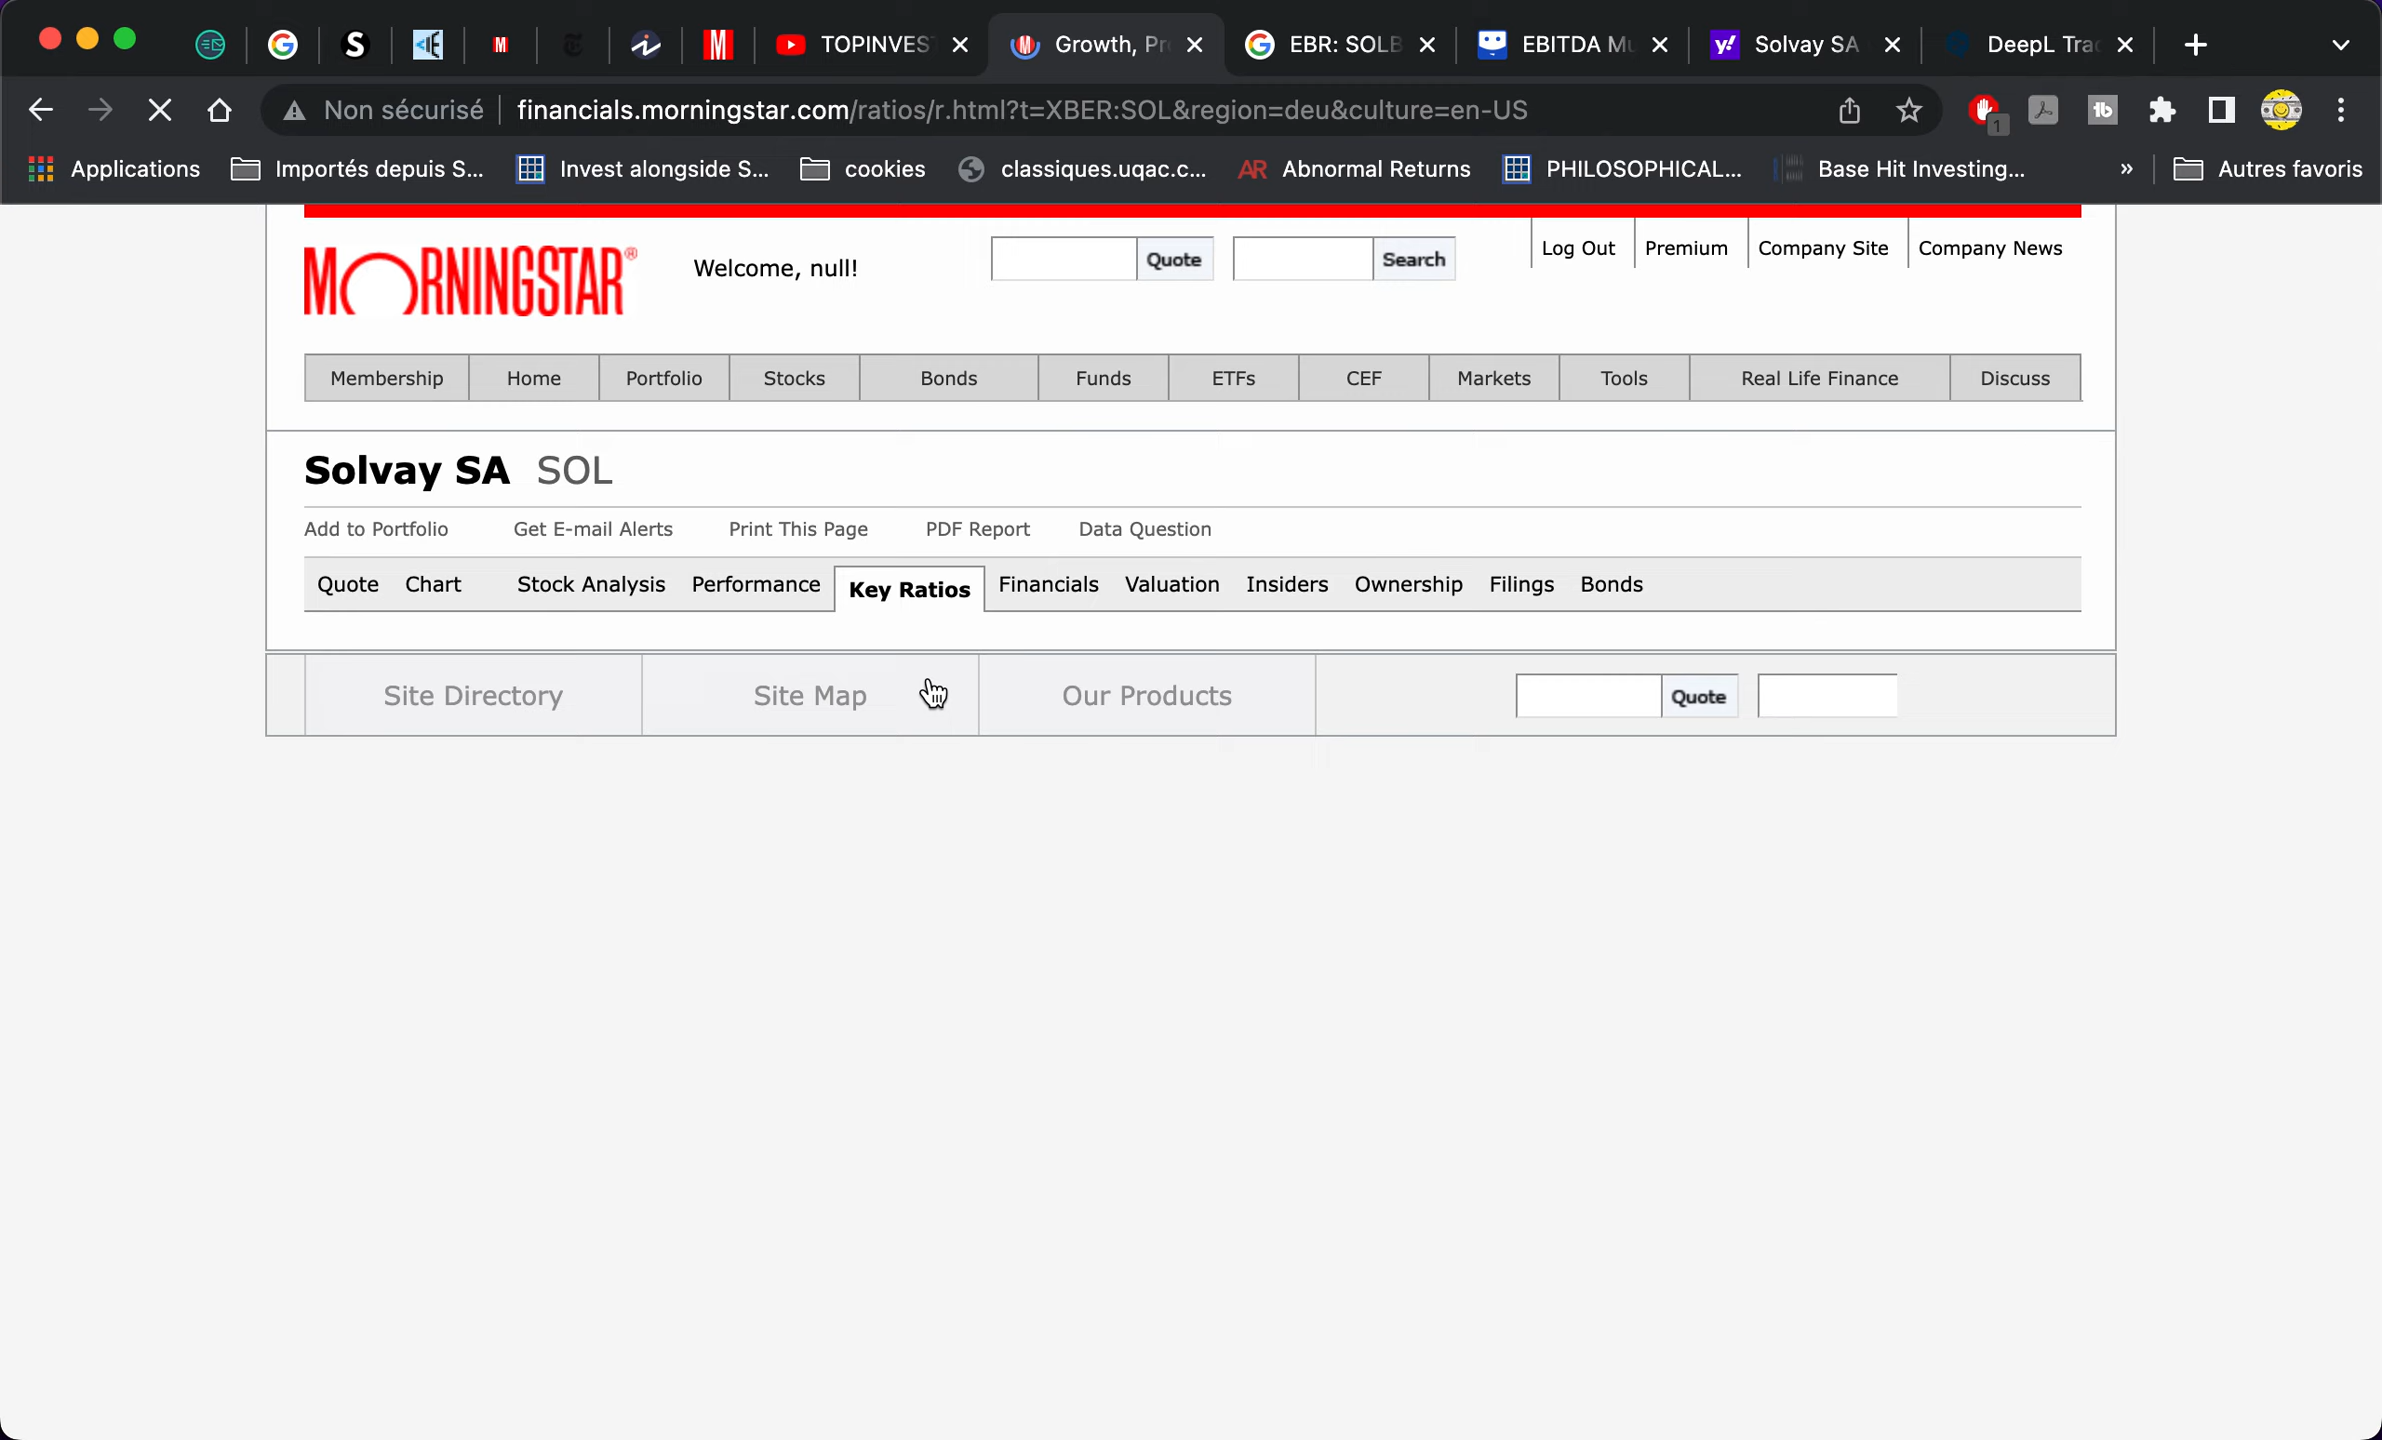 TOPINVES
Growth, Pr
EBR: SOLB
EBITDA Mu
Solvay SA
DeepL Tra
Non sécurisé
financials.morningstar.com/ratios/r.html?t=XBER:SOL&region=deu&culture=en-US
1
Applications
Importés depuis S...
Invest alongside S...
cookies
classiques.uqac.c...
AR Abnormal Returns
PHILOSOPHICAL...
Base Hit Investing...
»
Autres favoris
MORNINGSTAR®
Welcome, null!
Quote
Search
Log Out
Premium
Company Site
Company News
Membership
Home
Portfolio
Stocks
Bonds
Funds
ETFs
CEF
Markets
Tools
Real Life Finance
Discuss
Solvay SA SOL
Add to Portfolio
Get E-mail Alerts
Print This Page
PDF Report
Data Question
Quote
Chart
Stock Analysis
Performance
Key Ratios
Financials
Valuation
Insiders
Ownership
Filings
Bonds
Site Directory
Site Map
Our Products
Quote